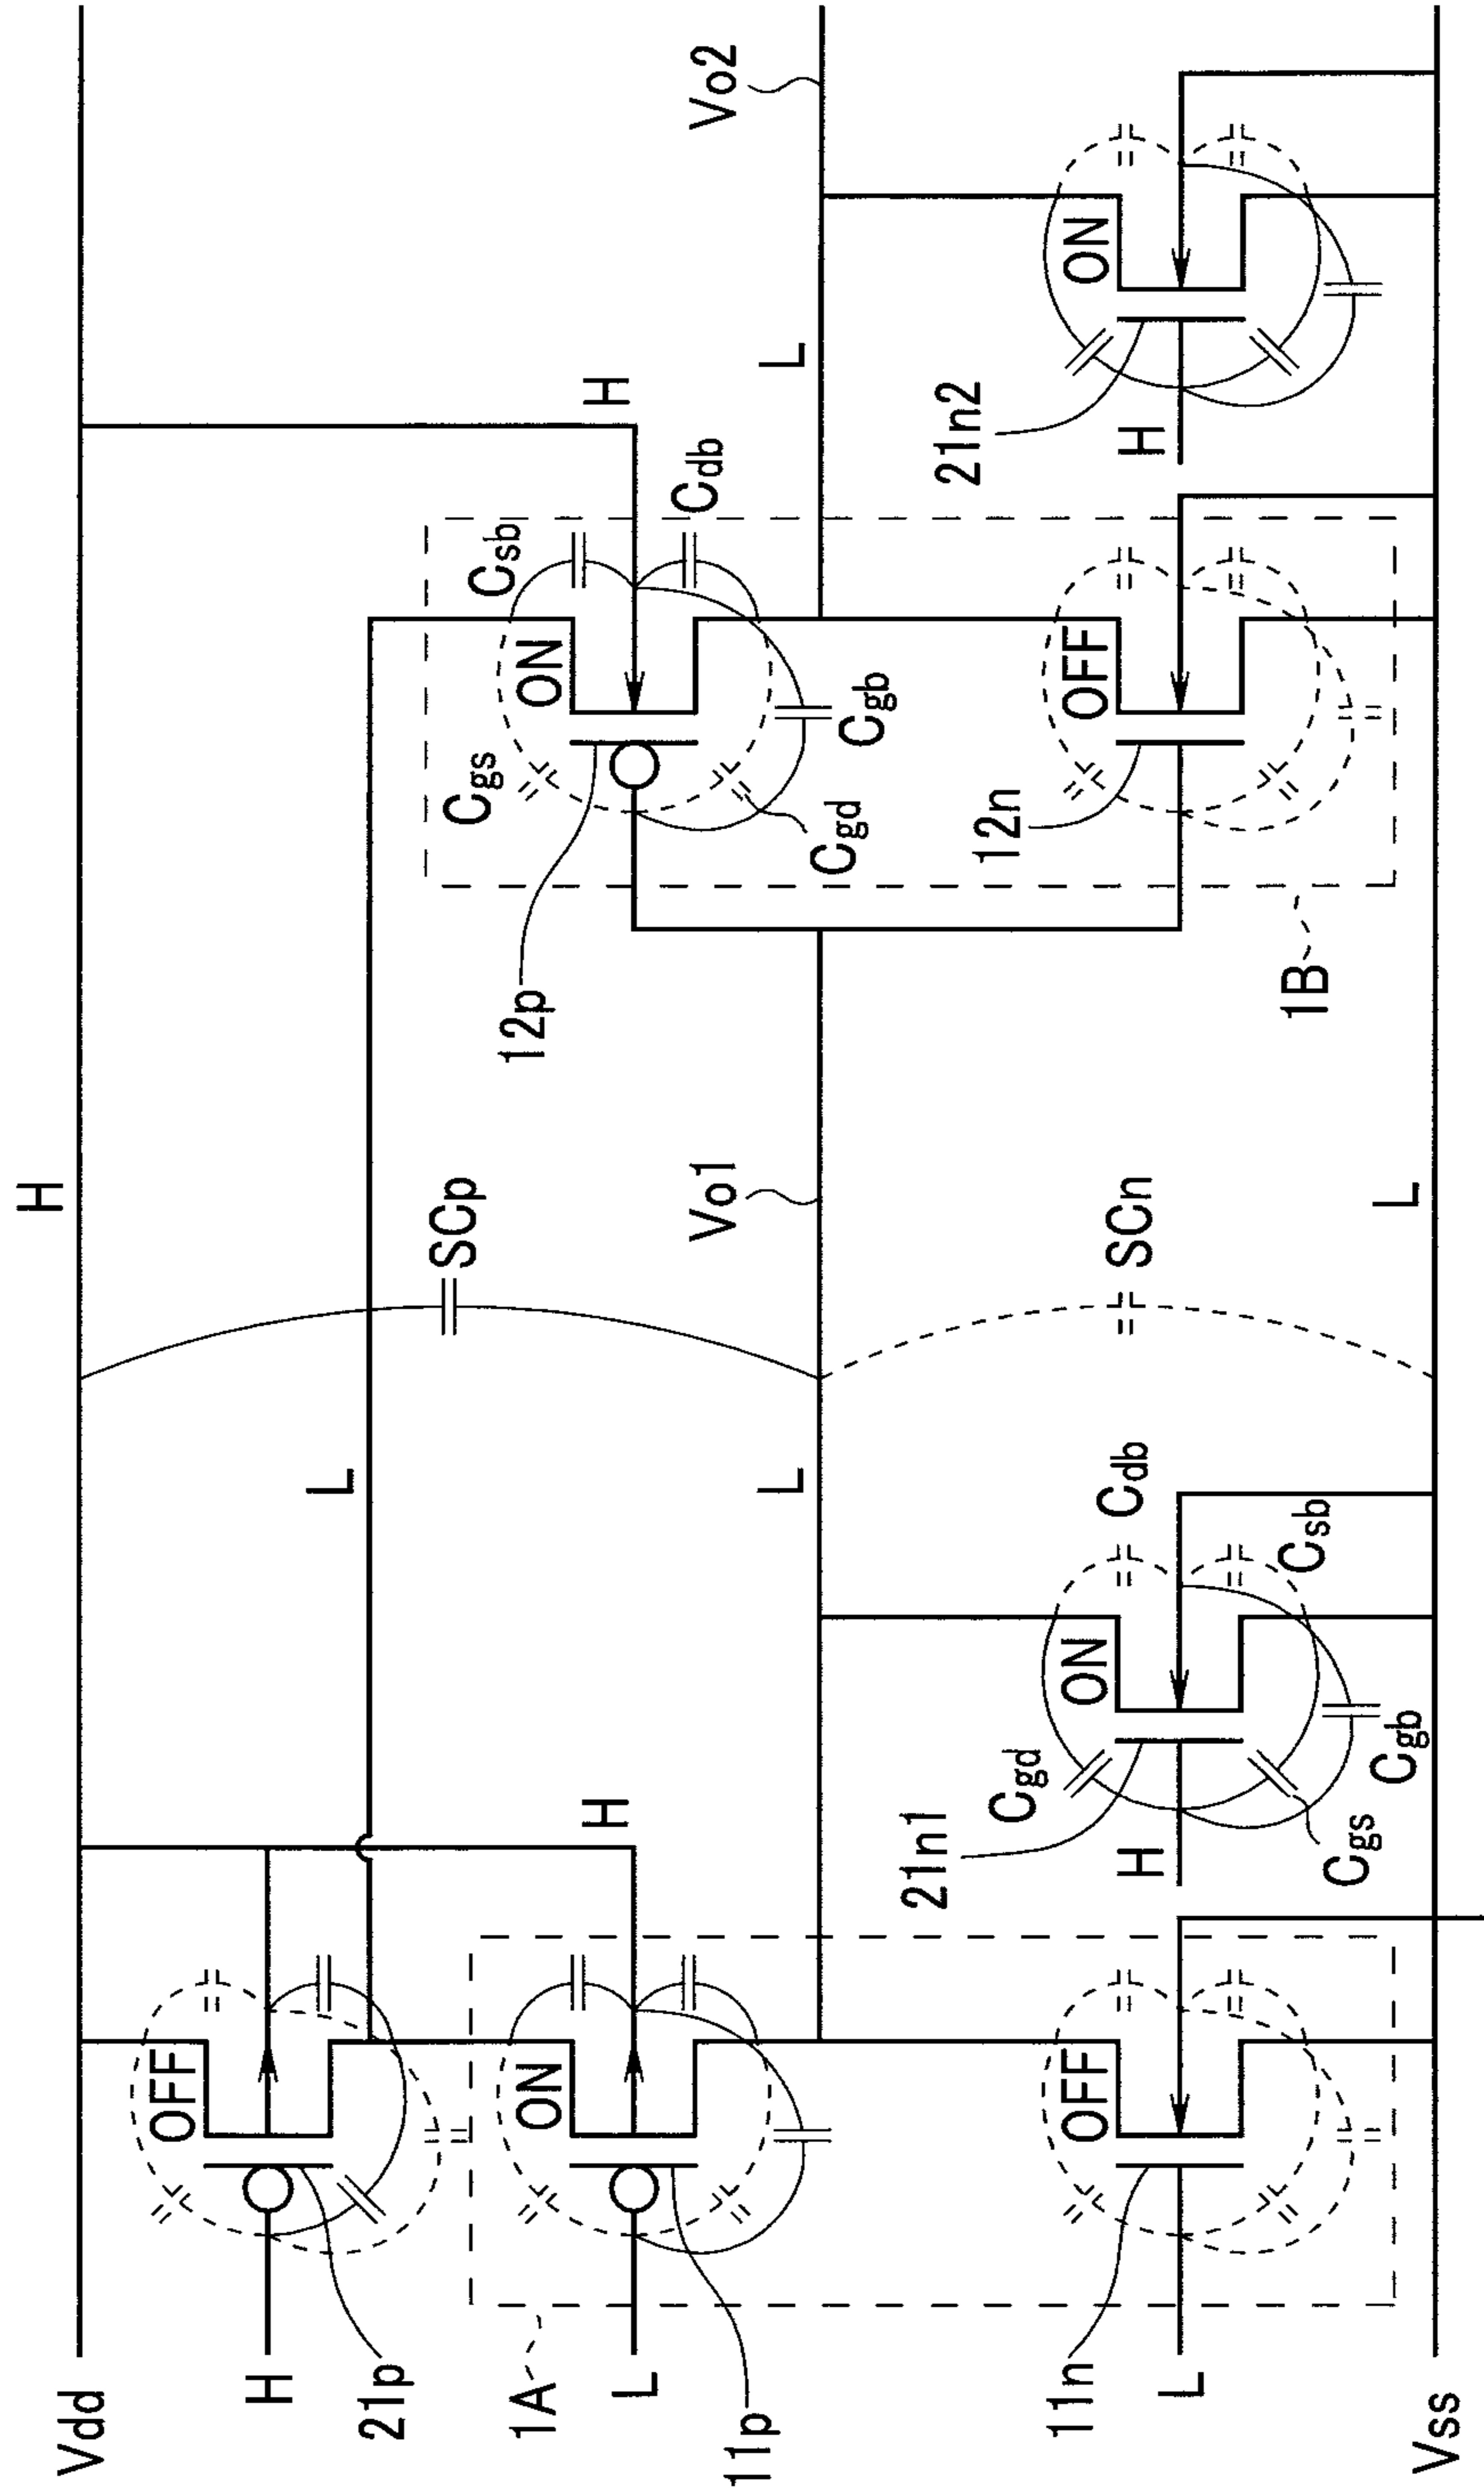 Vdd
H
H
21p
OFF
L
H
Csb
Cdb
Cgs
ON
Cgb
Cgd
12p
H
SCp
1A
L
11p
ON
L
Vo1
L
Vo2
11n
L
OFF
21n1
H
ON
Cgd
Cdb
Csb
Cgb
Cgs
SCn
12n
OFF
1B
21n2
H
ON
Vss
L